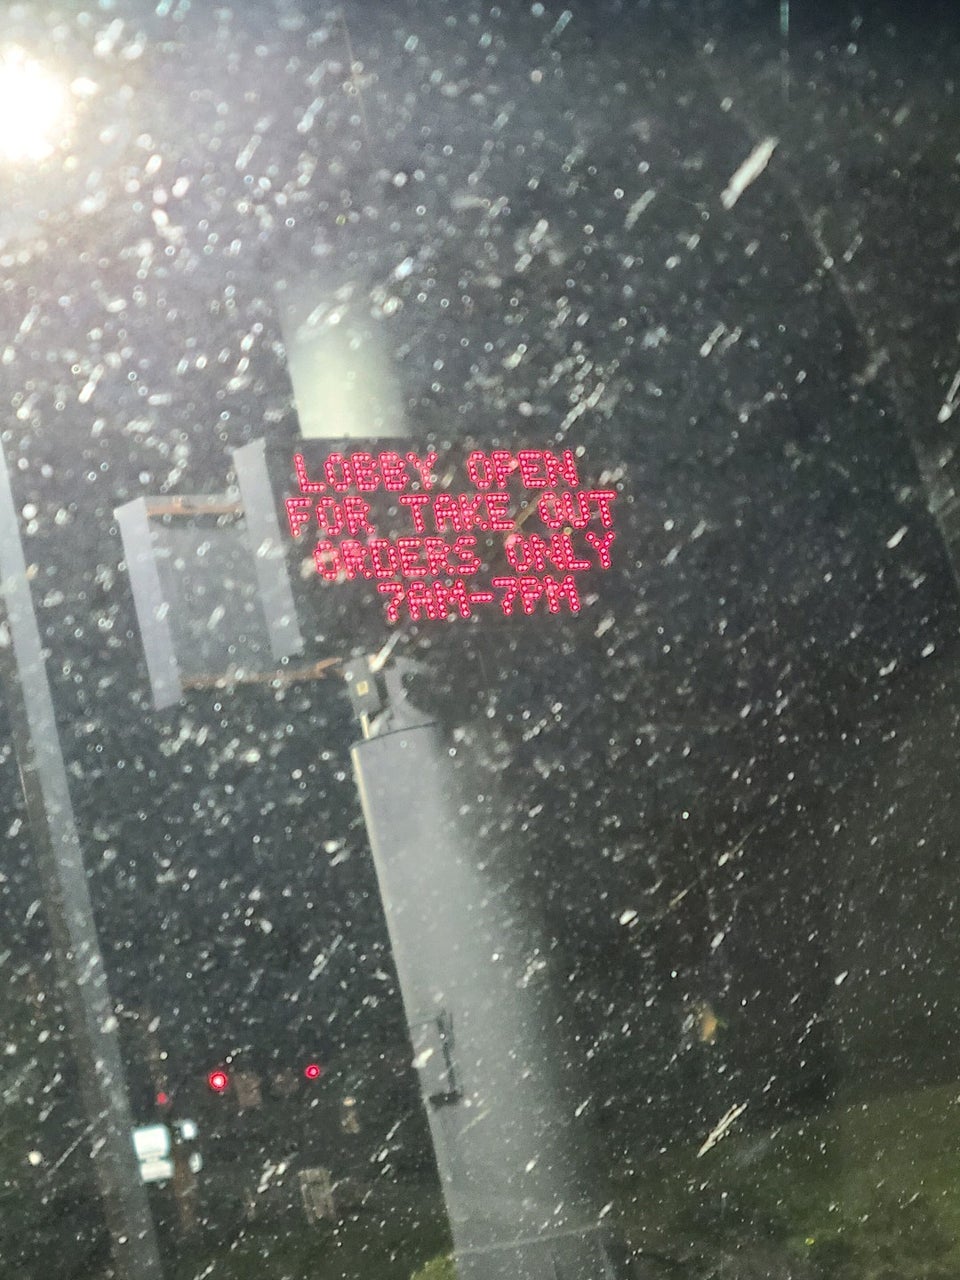 LOBBY OPEN
FOR TAKE OUT
ORDERS ONLY
7AM-7PM